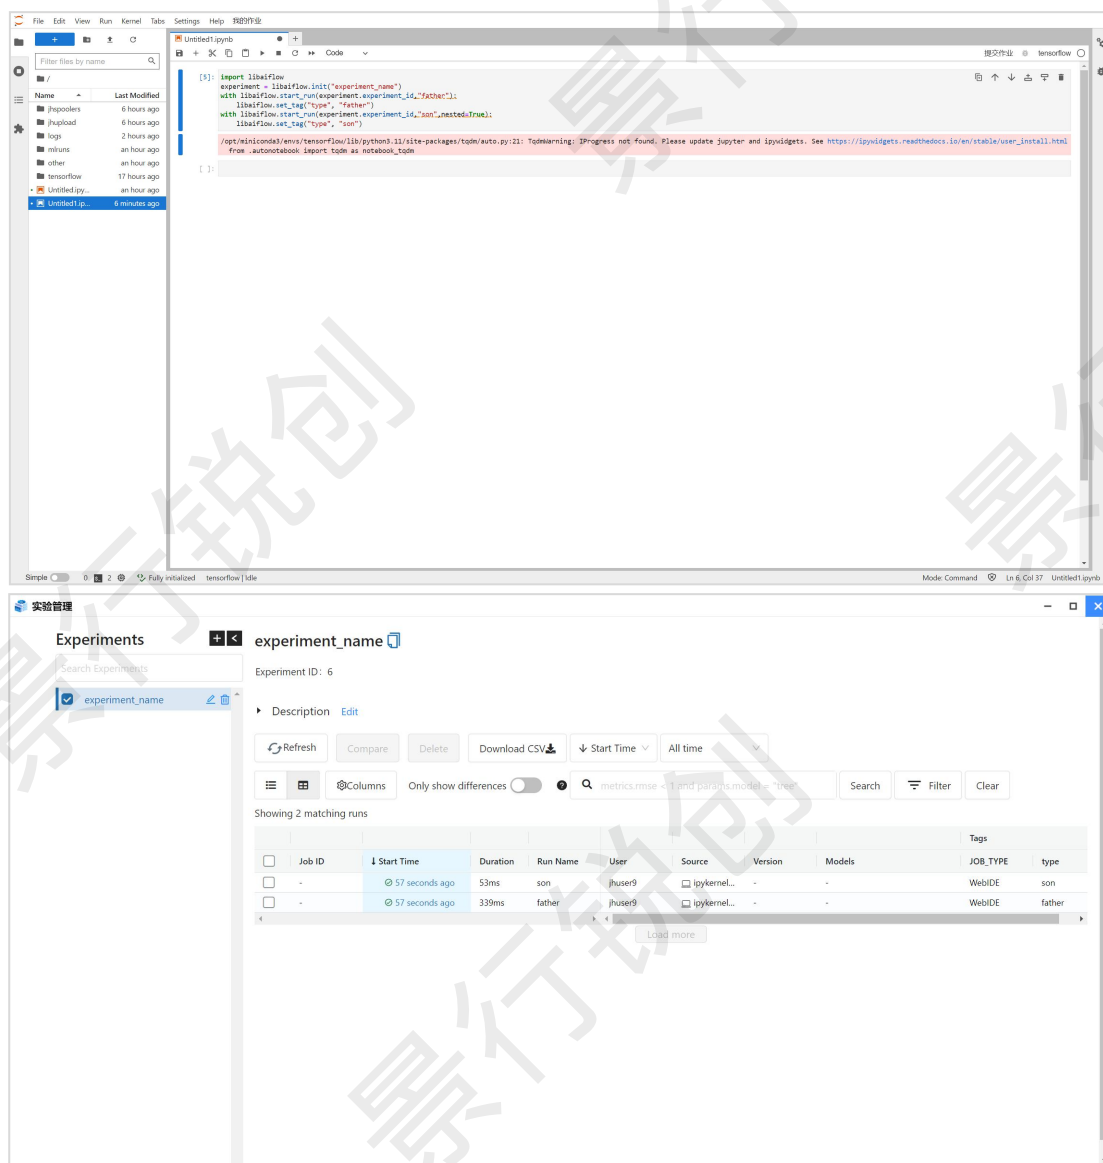 File Edit View Run Kernel Tabs Settings Help 我的作业
Untitled1.ipynb
Code
提交作业 tensorflow
Filter files by name
/
Name Last Modified
jhspoolers 6 hours ago
jhupload 6 hours ago
logs 2 hours ago
mlruns an hour ago
other an hour ago
tensorflow 17 hours ago
Untitled.ipy... an hour ago
Untitled1.ip... 6 minutes ago
[5]: import libaiflow
experiment = libaiflow.init("experiment_name")
with libaiflow.start_run(experiment.experiment_id,"father"):
libaiflow.set_tag("type", "father")
with libaiflow.start_run(experiment.experiment_id,"son",nested=True):
libaiflow.set_tag("type", "son")
/opt/miniconda3/envs/tensorflow/lib/python3.11/site-packages/tqdm/auto.py:21: TqdmWarning: IProgress not found. Please update jupyter and ipywidgets. See https://ipywidgets.readthedocs.io/en/stable/user_install.html
from .autonotebook import tqdm as notebook_tqdm
[ ]:
Simple 0 2 Fully initialized tensorflow | Idle
Mode: Command Ln 6, Col 37 Untitled1.ipynb
实验管理
Experiments
Search Experiments
experiment_name
experiment_name
Experiment ID: 6
Description Edit
Refresh Compare Delete Download CSV Start Time All time
Columns Only show differences metrics.rmse < 1 and params.model = "tree" Search Filter Clear
Showing 2 matching runs
Tags
Job ID Start Time Duration Run Name User Source Version Models JOB_TYPE type
- 57 seconds ago 53ms son jhuser9 ipykernel... - - WebIDE son
- 57 seconds ago 339ms father jhuser9 ipykernel... - - WebIDE father
Load more
景行锐创